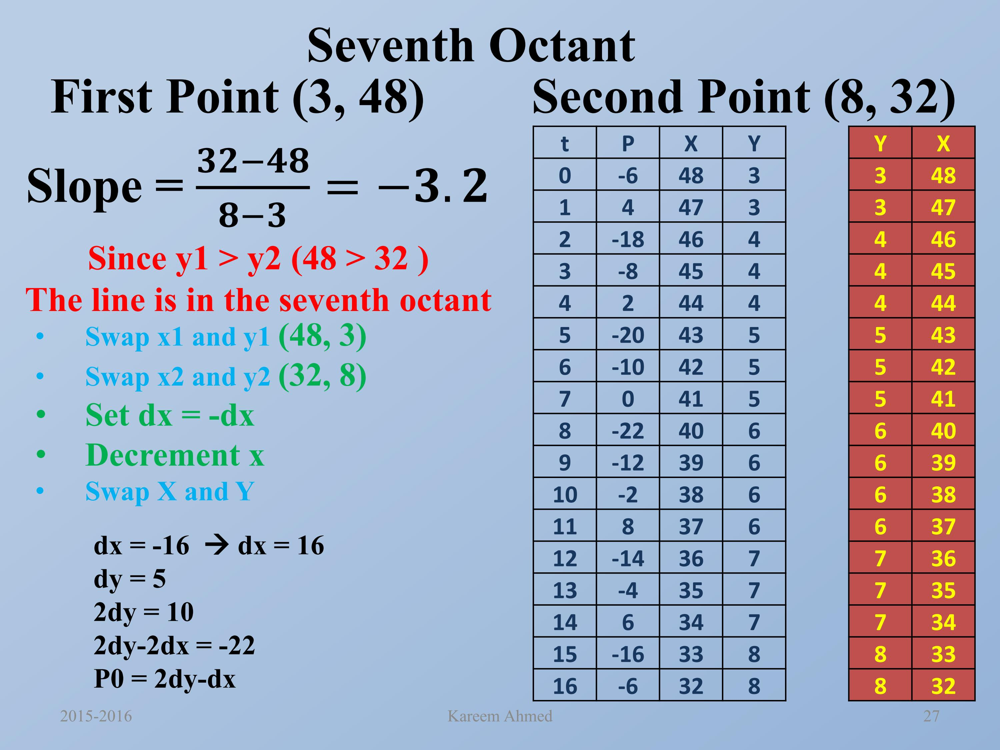 Seventh Octant
First Point (3, 48)
Second Point (8, 32)
Slope = 32−48 / 8−3 = −3.2
Since y1 > y2 (48 > 32 )
The line is in the seventh octant
• Swap x1 and y1 (48, 3)
• Swap x2 and y2 (32, 8)
• Set dx = -dx
• Decrement x
• Swap X and Y
dx = -16 → dx = 16
dy = 5
2dy = 10
2dy-2dx = -22
P0 = 2dy-dx
t P X Y
0 -6 48 3
1 4 47 3
2 -18 46 4
3 -8 45 4
4 2 44 4
5 -20 43 5
6 -10 42 5
7 0 41 5
8 -22 40 6
9 -12 39 6
10 -2 38 6
11 8 37 6
12 -14 36 7
13 -4 35 7
14 6 34 7
15 -16 33 8
16 -6 32 8
Y X
3 48
3 47
4 46
4 45
4 44
5 43
5 42
5 41
6 40
6 39
6 38
6 37
7 36
7 35
7 34
8 33
8 32
2015-2016
Kareem Ahmed
27